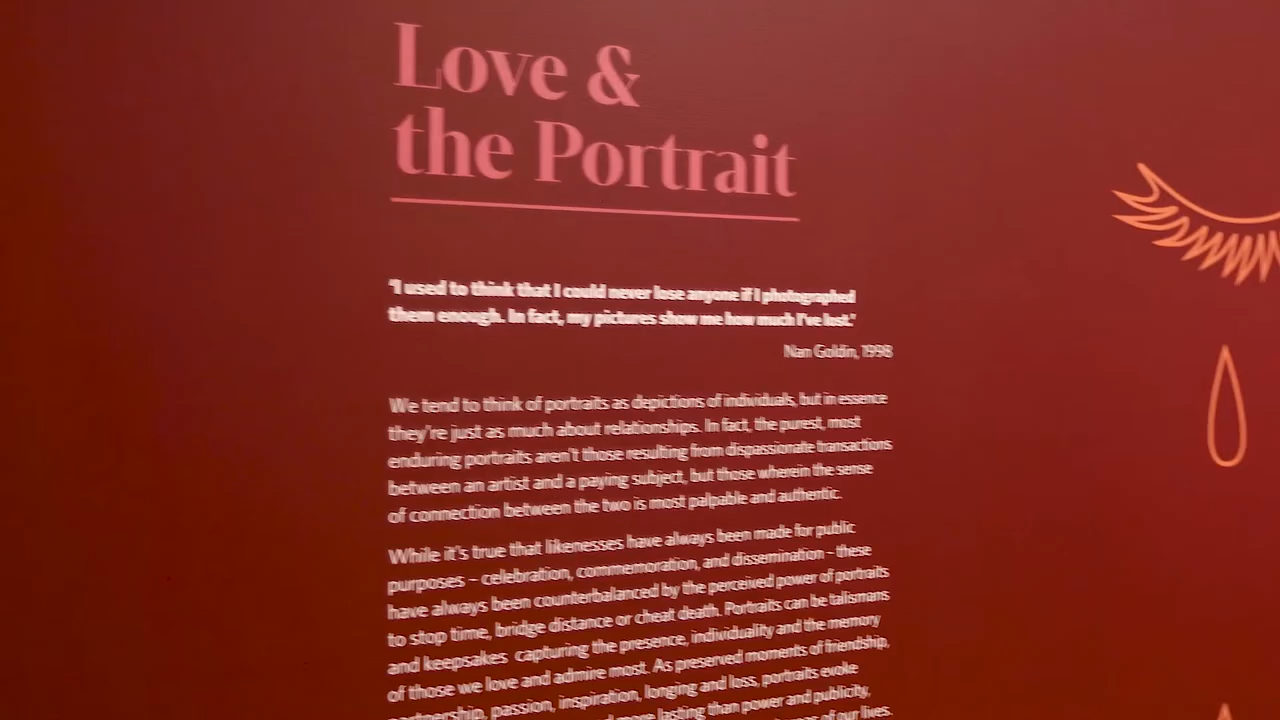 Love &
the Portrait
‘I used to think that I could never lose anyone if I photographed
them enough. In fact, my pictures show me how much I’ve lost.’
Nan Goldin, 1998
We tend to think of portraits as depictions of individuals, but in essence
they’re just as much about relationships. In fact, the purest, most
enduring portraits aren’t those resulting from dispassionate transactions
between an artist and a paying subject, but those wherein the sense
of connection between the two is most palpable and authentic.
While it’s true that likenesses have always been made for public
purposes – celebration, commemoration, and dissemination – these
have always been counterbalanced by the perceived power of portraits
to stop time, bridge distance or cheat death. Portraits can be talismans
and keepsakes capturing the presence, individuality and the memory
of those we love and admire most. As preserved moments of friendship,
partnership, passion, inspiration, longing and loss, portraits evoke
more lasting than power and publicity,
of our lives.